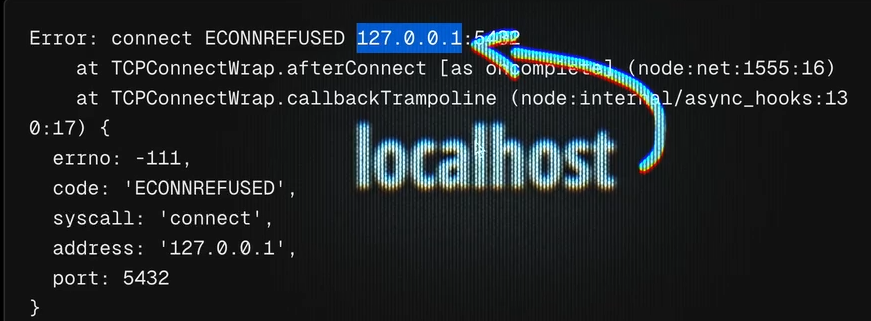 Error: connect ECONNREFUSED 127.0.0.1:5432
    at TCPConnectWrap.afterConnect [as oncomplete] (node:net:1555:16)
    at TCPConnectWrap.callbackTrampoline (node:internal/async_hooks:13
0:17) {
  errno: -111,
  code: 'ECONNREFUSED',
  syscall: 'connect',
  address: '127.0.0.1',
  port: 5432
}
localhost